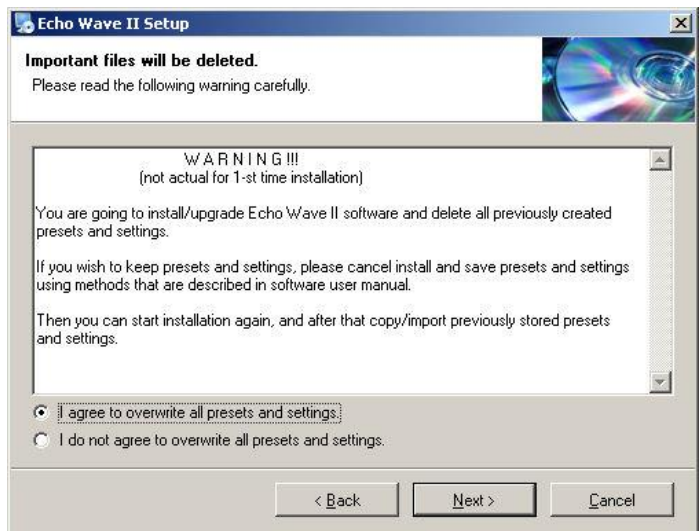 Echo Wave II Setup
Important files will be deleted.
Please read the following warning carefully.
W A R N I N G !!!
(not actual for 1-st time installation)
You are going to install/upgrade Echo Wave II software and delete all previously created
presets and settings.
If you wish to keep presets and settings, please cancel install and save presets and settings
using methods that are described in software user manual.
Then you can start installation again, and after that copy/import previously stored presets
and settings.
I agree to overwrite all presets and settings.
I do not agree to overwrite all presets and settings.
< Back
Next >
Cancel